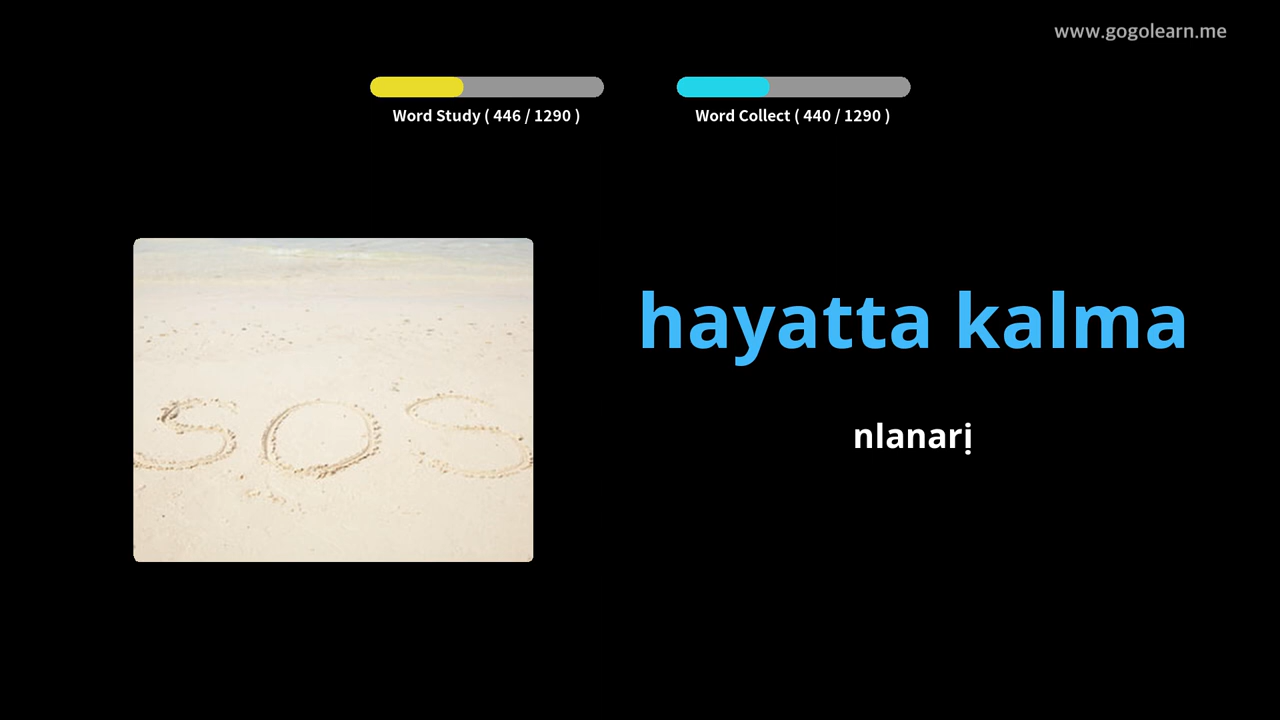 www.gogolearn.me
Word Study ( 446 / 1290 )
Word Collect ( 440 / 1290 )
SOS
hayatta kalma
nlanarị